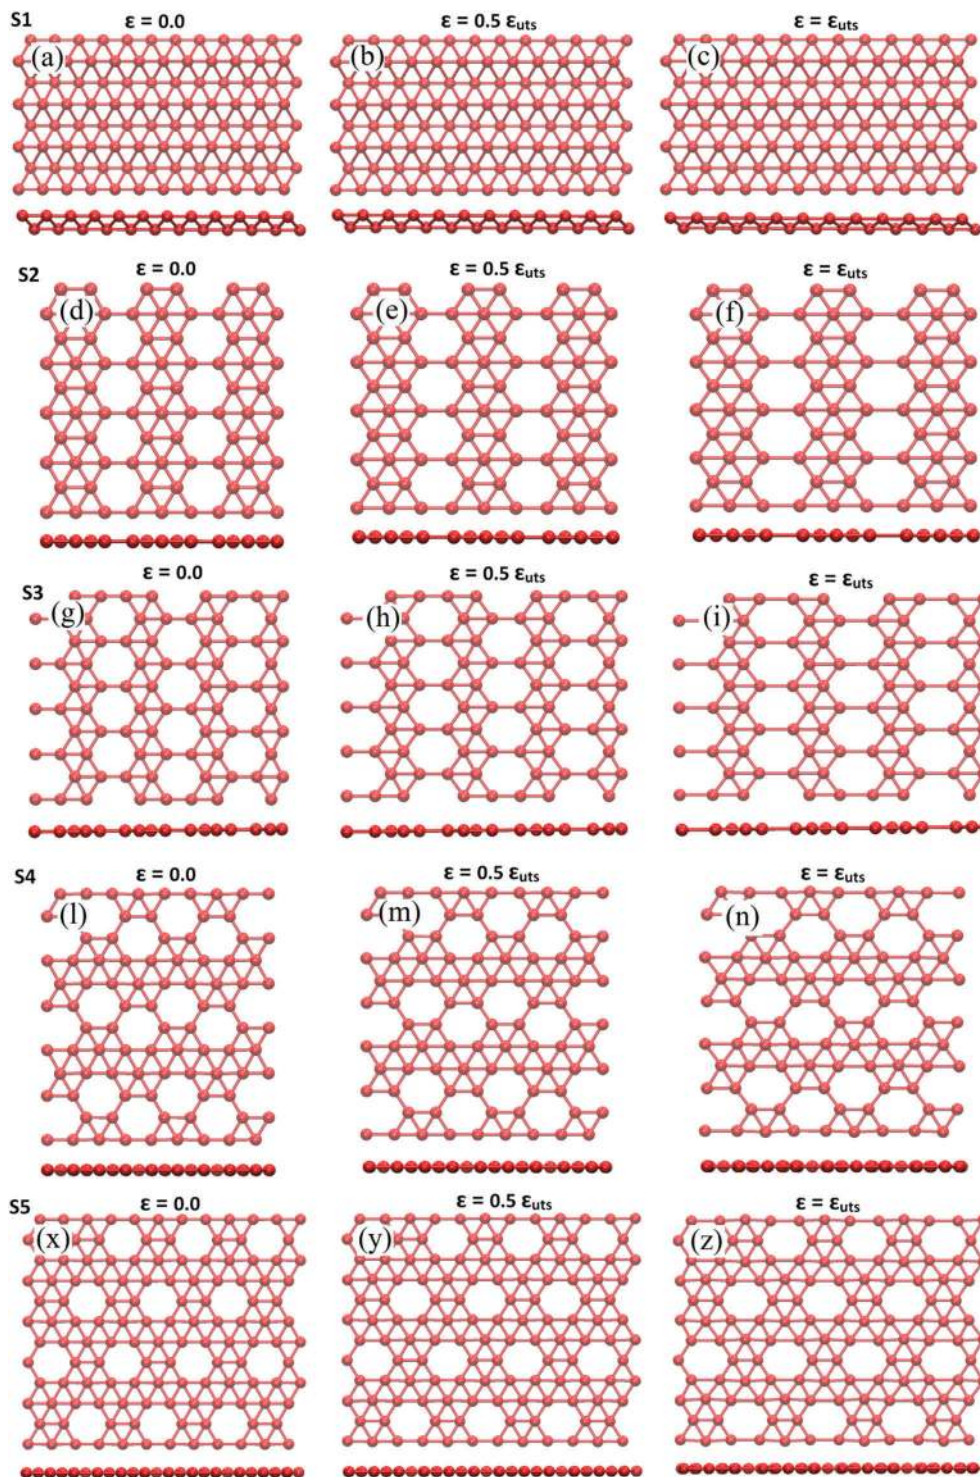 S1 ε = 0.0 ε = 0.5 εuts ε = εuts
(a) (b) (c)
S2 ε = 0.0 ε = 0.5 εuts ε = εuts
(d) (e) (f)
S3 ε = 0.0 ε = 0.5 εuts ε = εuts
(g) (h) (i)
S4 ε = 0.0 ε = 0.5 εuts ε = εuts
(l) (m) (n)
S5 ε = 0.0 ε = 0.5 εuts ε = εuts
(x) (y) (z)